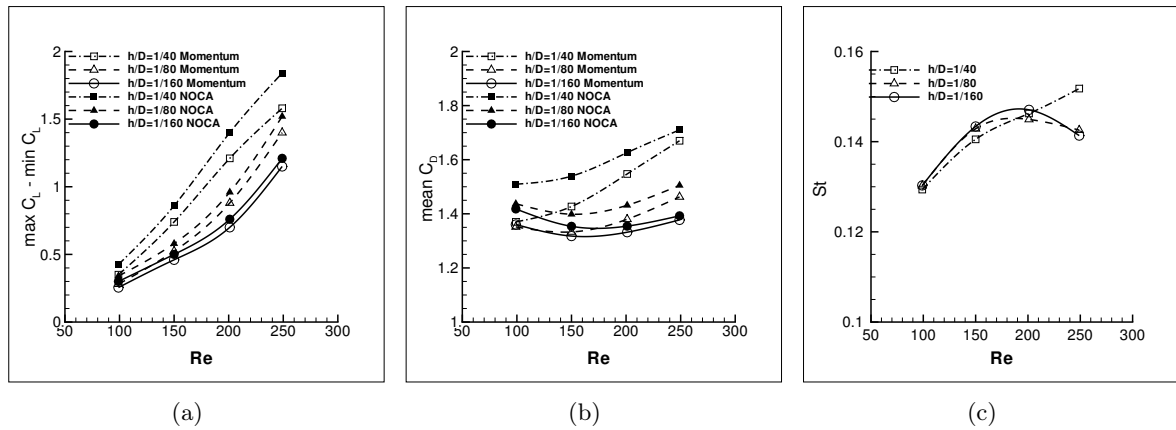 max C_L - min C_L
2
1.5
1
0.5
0
h/D=1/40 Momentum
h/D=1/80 Momentum
h/D=1/160 Momentum
h/D=1/40 NOCA
h/D=1/80 NOCA
h/D=1/160 NOCA
50 100 150 200 250 300
Re
(a)
mean C_D
2
1.8
1.6
1.4
1.2
1
h/D=1/40 Momentum
h/D=1/80 Momentum
h/D=1/160 Momentum
h/D=1/40 NOCA
h/D=1/80 NOCA
h/D=1/160 NOCA
50 100 150 200 250 300
Re
(b)
St
0.16
0.14
0.12
0.1
h/D=1/40
h/D=1/80
h/D=1/160
50 100 150 200 250 300
Re
(c)